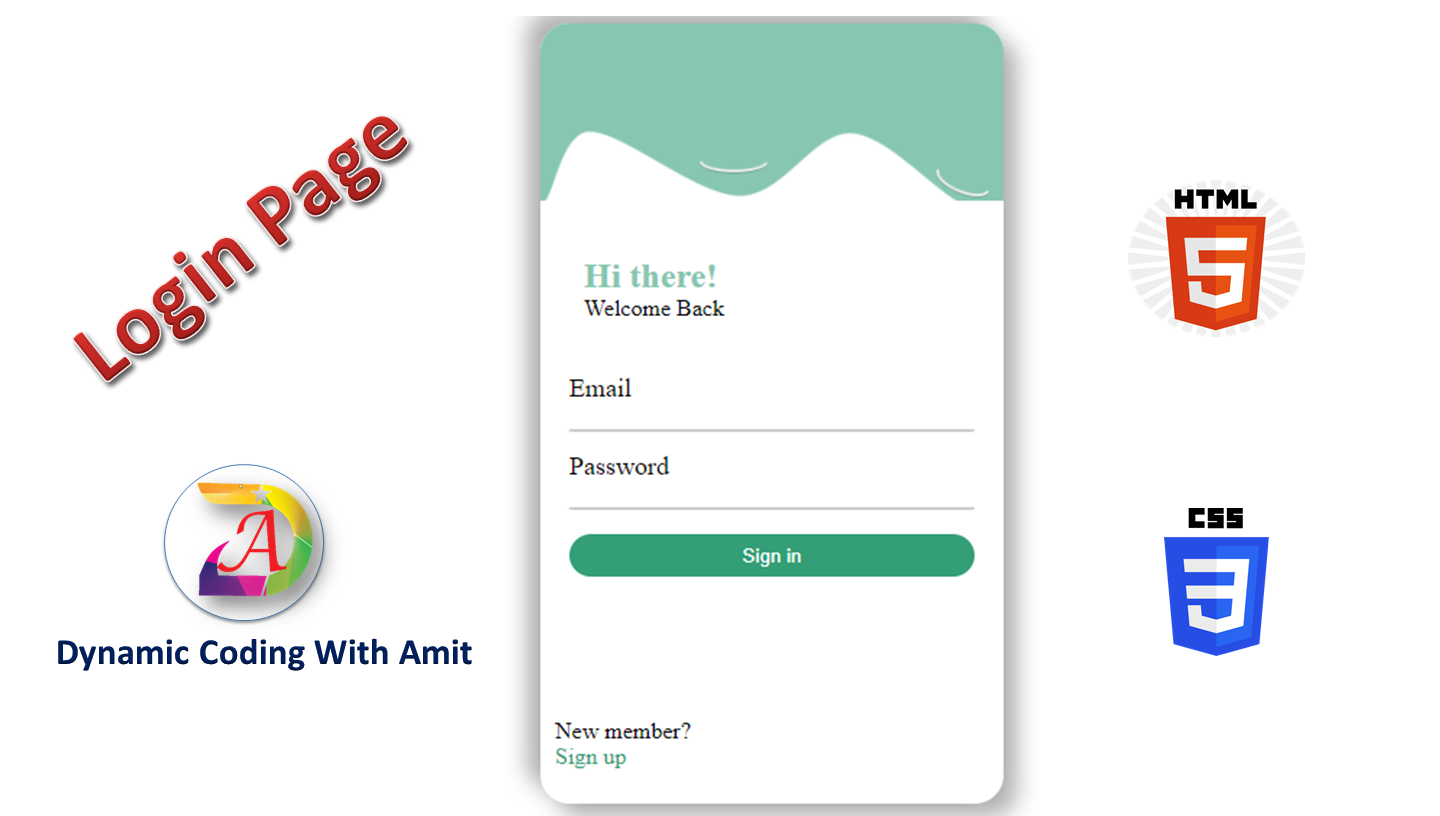 Login Page
A
Dynamic Coding With Amit
Hi there!
Welcome Back
Email
Password
Sign in
New member?
Sign up
HTML
5
CSS
3